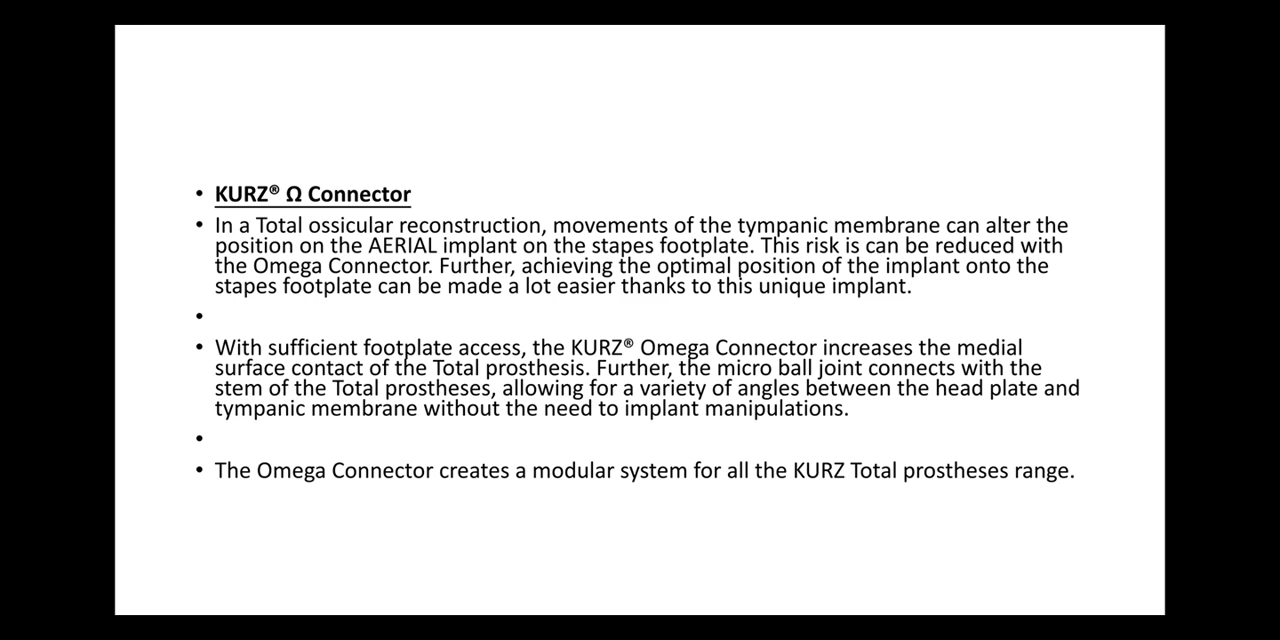 • KURZ® Ω Connector
• In a Total ossicular reconstruction, movements of the tympanic membrane can alter the
position on the AERIAL implant on the stapes footplate. This risk is can be reduced with
the Omega Connector. Further, achieving the optimal position of the implant onto the
stapes footplate can be made a lot easier thanks to this unique implant.
•
• With sufficient footplate access, the KURZ® Omega Connector increases the medial
surface contact of the Total prosthesis. Further, the micro ball joint connects with the
stem of the Total prostheses, allowing for a variety of angles between the head plate and
tympanic membrane without the need to implant manipulations.
•
• The Omega Connector creates a modular system for all the KURZ Total prostheses range.